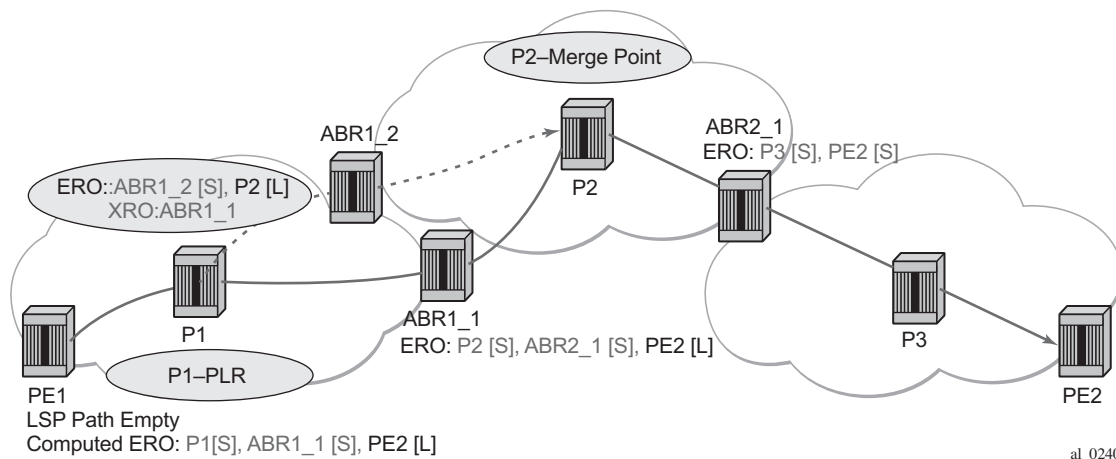 P2–Merge Point
ABR1_2
ABR2_1
ERO: P3 [S], PE2 [S]
P2
ERO::ABR1_2 [S], P2 [L]
XRO:ABR1_1
P1
ABR1_1
ERO: P2 [S], ABR2_1 [S], PE2 [L]
P3
P1–PLR
PE1
PE2
LSP Path Empty
Computed ERO: P1[S], ABR1_1 [S], PE2 [L]